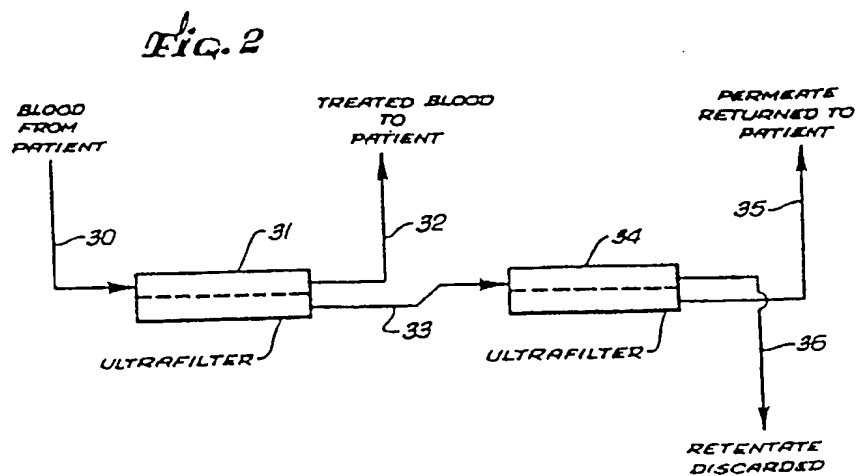 Fig. 2
BLOOD
FROM
PATIENT
TREATED BLOOD
TO
PATIENT
PERMEATE
RETURNED TO
PATIENT
30
31
32
33
34
35
36
ULTRAFILTER
ULTRAFILTER
RETENTATE
DISCARDED